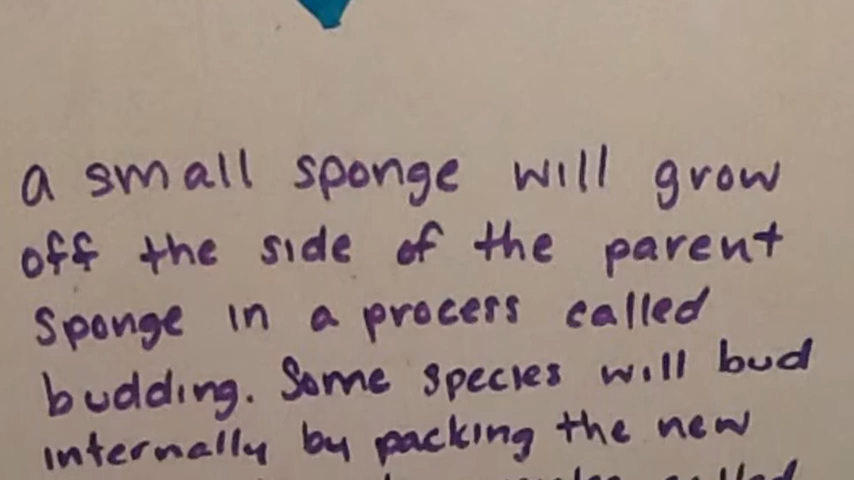 a small sponge will grow
off the side of the parent
sponge in a process called
budding. Some species will bud
internally by packing the new
called